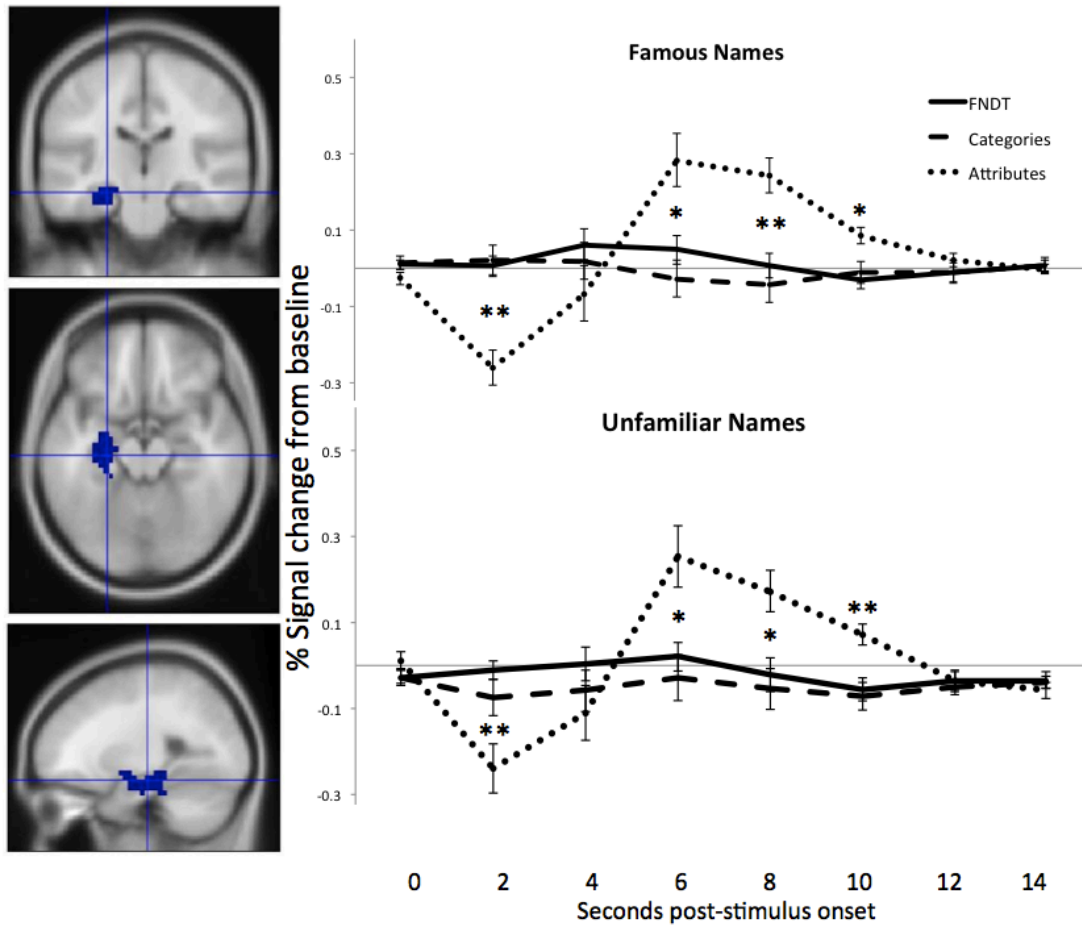 Famous Names
FNDT
Categories
Attributes
0.5
0.3
0.1
-0.1
-0.3
*
**
*
**
% Signal change from baseline
Unfamiliar Names
0.5
0.3
0.1
-0.1
-0.3
**
*
*
**
0 2 4 6 8 10 12 14
Seconds post-stimulus onset